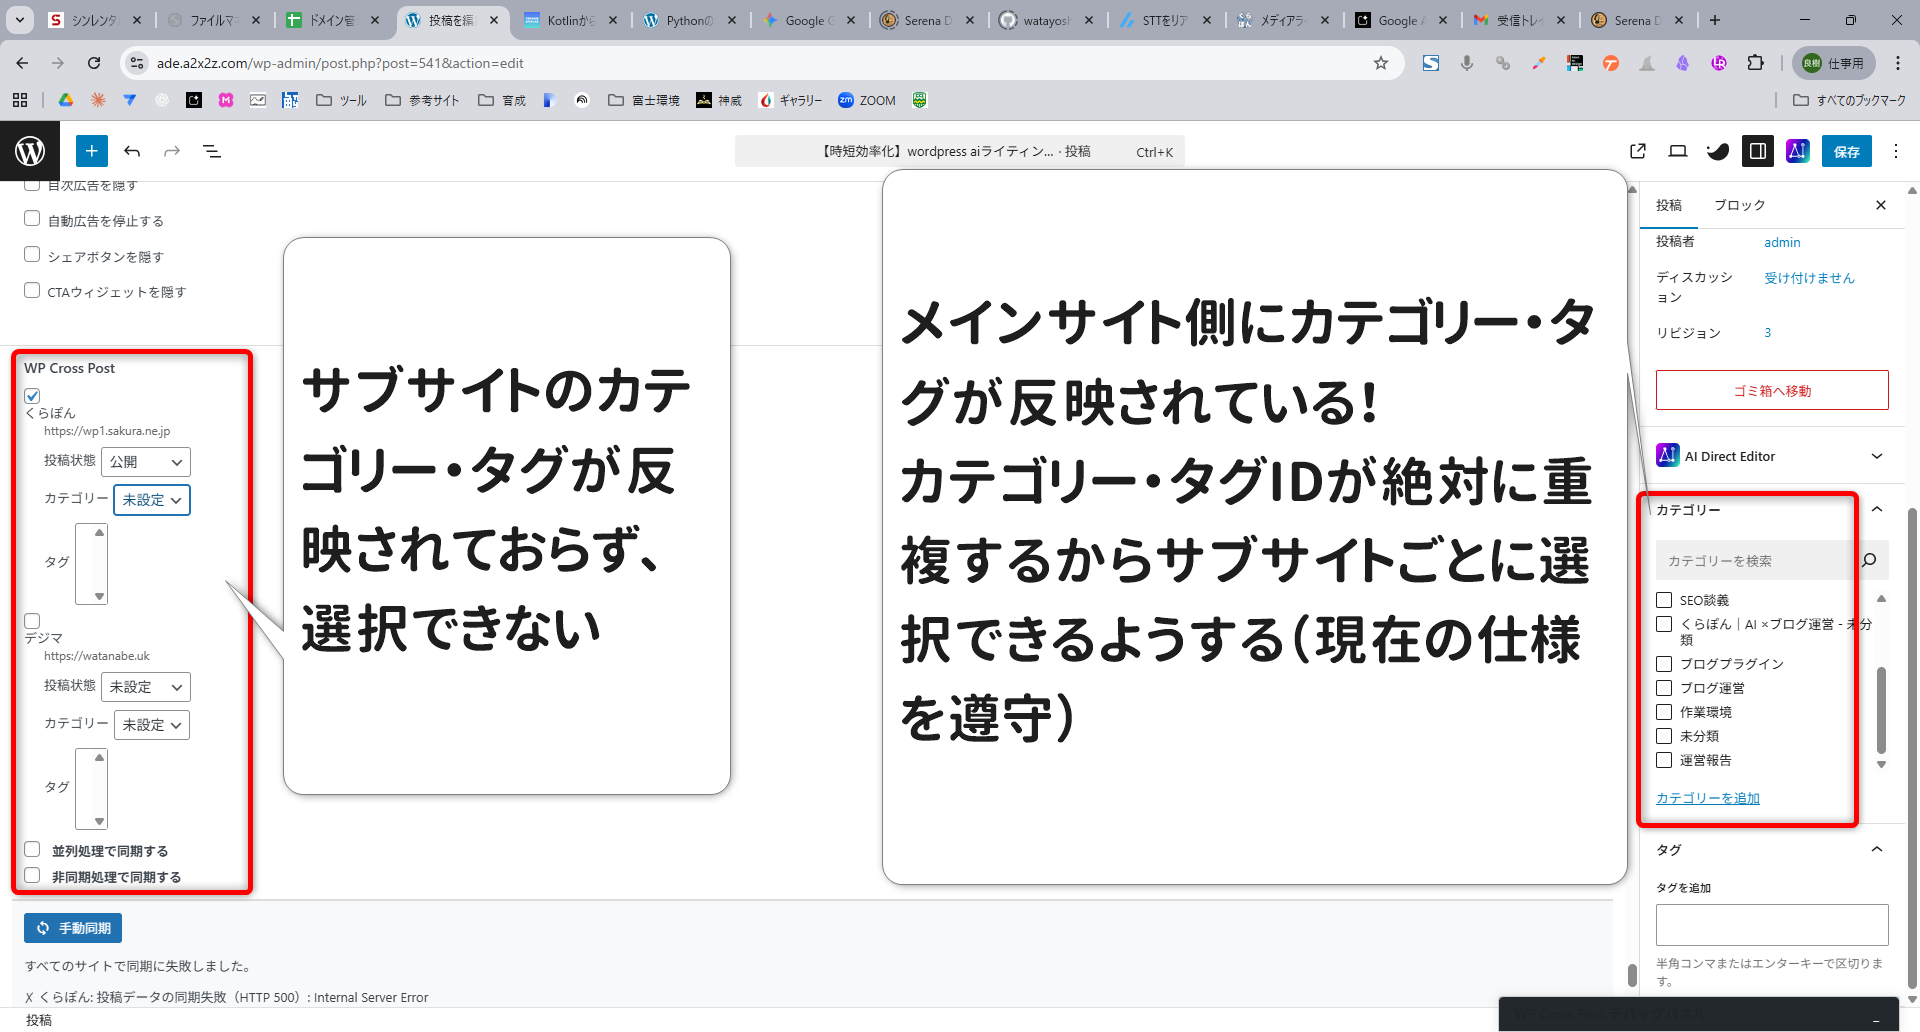 シンレンタ
ファイルマネ
ドメイン管
投稿を編
Kotlinから
Pythonの
Google G
Serena D
watayosh
STTをリア
メディアライ
Google A
受信トレイ
Serena D
ade.a2x2z.com/wp-admin/post.php?post=541&action=edit
良樹
仕事用
ツール
参考サイト
育成
富士環境
神威
ギャラリー
ZOOM
すべてのブックマーク
【時短効率化】wordpress aiライティン... · 投稿
Ctrl+K
保存
目次広告を隠す
自動広告を停止する
シェアボタンを隠す
CTAウィジェットを隠す
WP Cross Post
くらぽん
https://wp1.sakura.ne.jp
投稿状態 公開
カテゴリー 未設定
タグ
デジマ
https://watanabe.uk
投稿状態 未設定
カテゴリー 未設定
タグ
並列処理で同期する
非同期処理で同期する
手動同期
すべてのサイトで同期に失敗しました。
✗ くらぽん: 投稿データの同期失敗（HTTP 500）: Internal Server Error
投稿
サブサイトのカテ
ゴリー・タグが反
映されておらず、
選択できない
メインサイト側にカテゴリー・タ
グが反映されている！
カテゴリー・タグIDが絶対に重
複するからサブサイトごとに選
択できるようする（現在の仕様
を遵守）
投稿
ブロック
投稿者
admin
ディスカッシ
ョン
受け付けません
リビジョン
3
ゴミ箱へ移動
AI Direct Editor
カテゴリー
カテゴリーを検索
SEO談義
くらぽん｜AI ×ブログ運営 - 未分
類
ブログプラグイン
ブログ運営
作業環境
未分類
運営報告
カテゴリーを追加
タグ
タグを追加
半角コンマまたはエンターキーで区切りま
す。